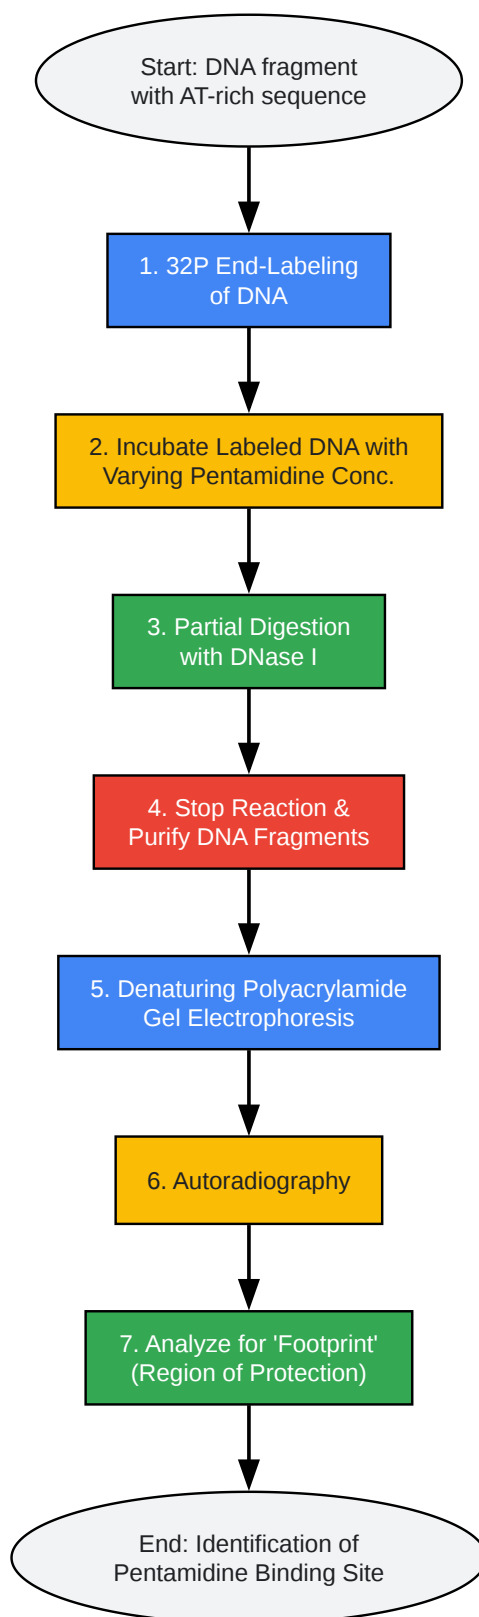 Start: DNA fragment
with AT-rich sequence
1. 32P End-Labeling
of DNA
2. Incubate Labeled DNA with
Varying Pentamidine Conc.
3. Partial Digestion
with DNase I
4. Stop Reaction &
Purify DNA Fragments
5. Denaturing Polyacrylamide
Gel Electrophoresis
6. Autoradiography
7. Analyze for 'Footprint'
(Region of Protection)
End: Identification of
Pentamidine Binding Site